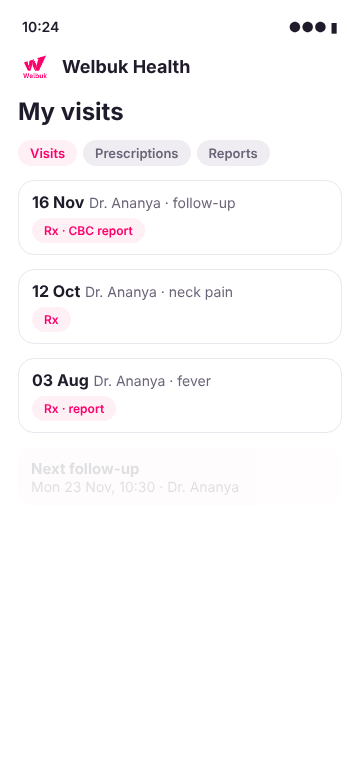 10:24
Welbuk
Welbuk Health
My visits
Visits
Prescriptions
Reports
16 Nov Dr. Ananya · follow-up
Rx · CBC report
12 Oct Dr. Ananya · neck pain
Rx
03 Aug Dr. Ananya · fever
Rx · report
Next follow-up
Mon 23 Nov, 10:30 · Dr. Ananya